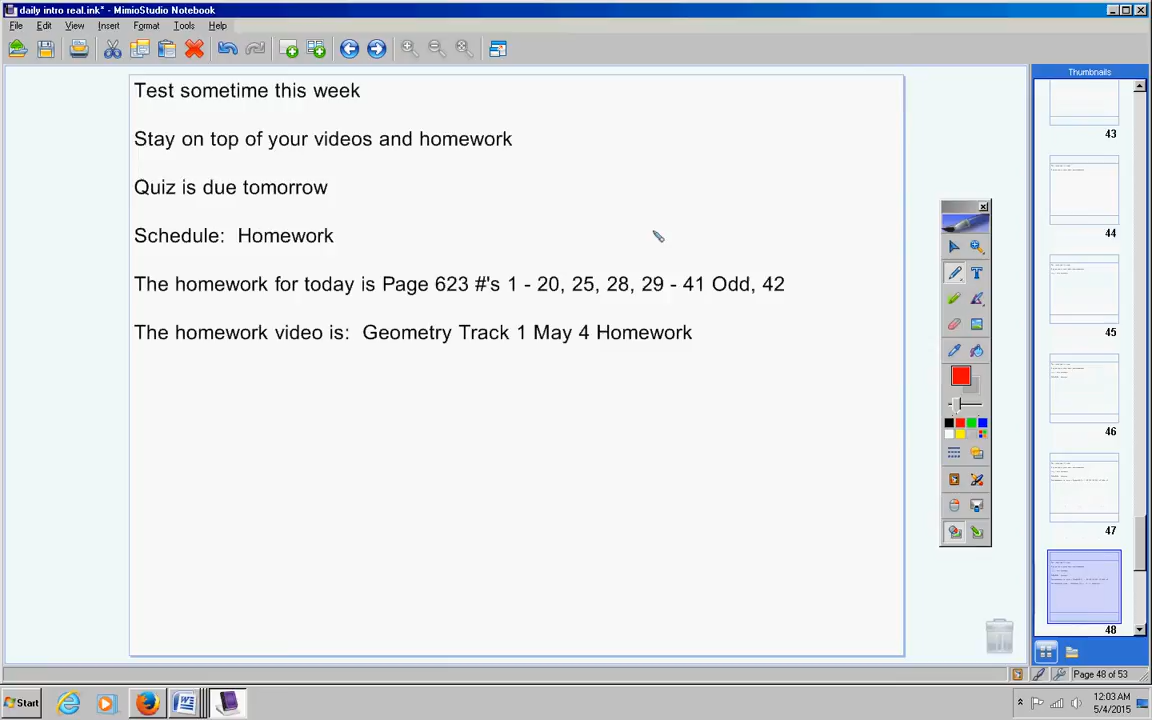 daily intro real.ink* - MimioStudio Notebook
File Edit View Insert Format Tools Help
Thumbnails
Test sometime this week
Stay on top of your videos and homework
Quiz is due tomorrow
Schedule:  Homework
The homework for today is Page 623 #'s 1 - 20, 25, 28, 29 - 41 Odd, 42
The homework video is:  Geometry Track 1 May 4 Homework
43
44
45
46
47
48
Page 48 of 53
Start
12:03 AM
5/4/2015